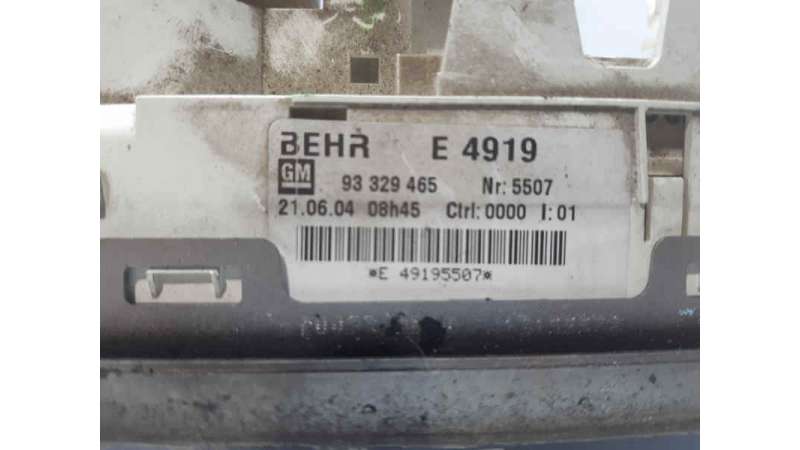 BEHR E 4919
GM 93 329 465 Nr: 5507
21.06.04 08h45 Ctrl: 0000 I: 01
*E 49195507*